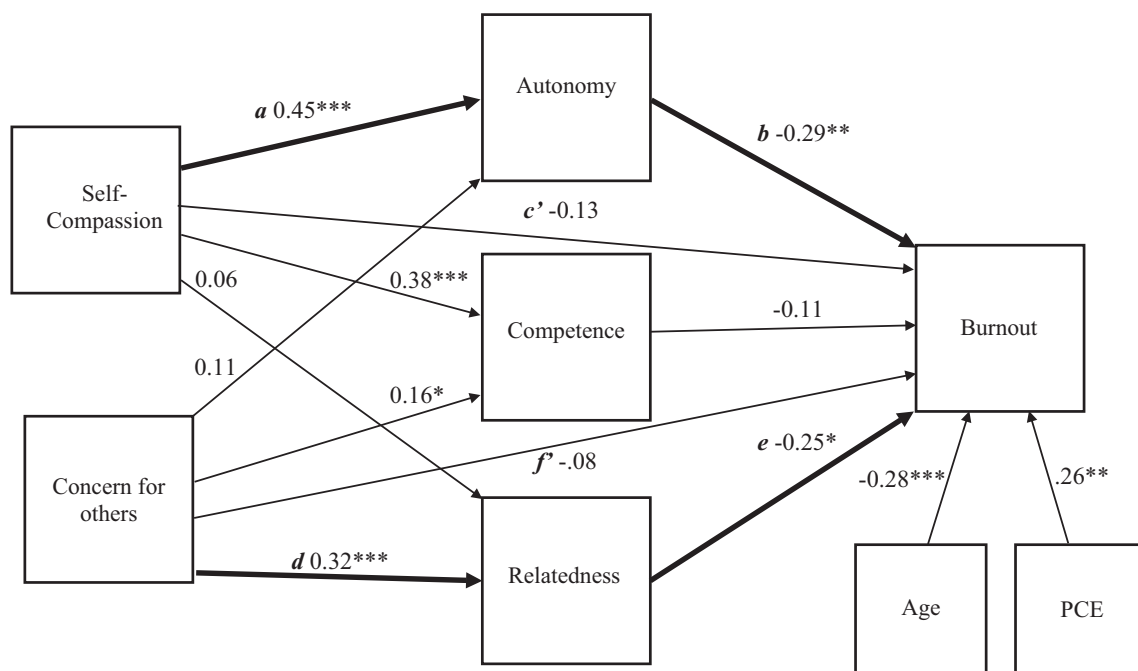 Autonomy
a 0.45***
b -0.29**
Self-
Compassion
c’ -0.13
0.06
0.38***
Competence
-0.11
Burnout
0.11
0.16*
e -0.25*
f’ -.08
Concern for
others
-0.28***
.26**
d 0.32***
Relatedness
Age
PCE